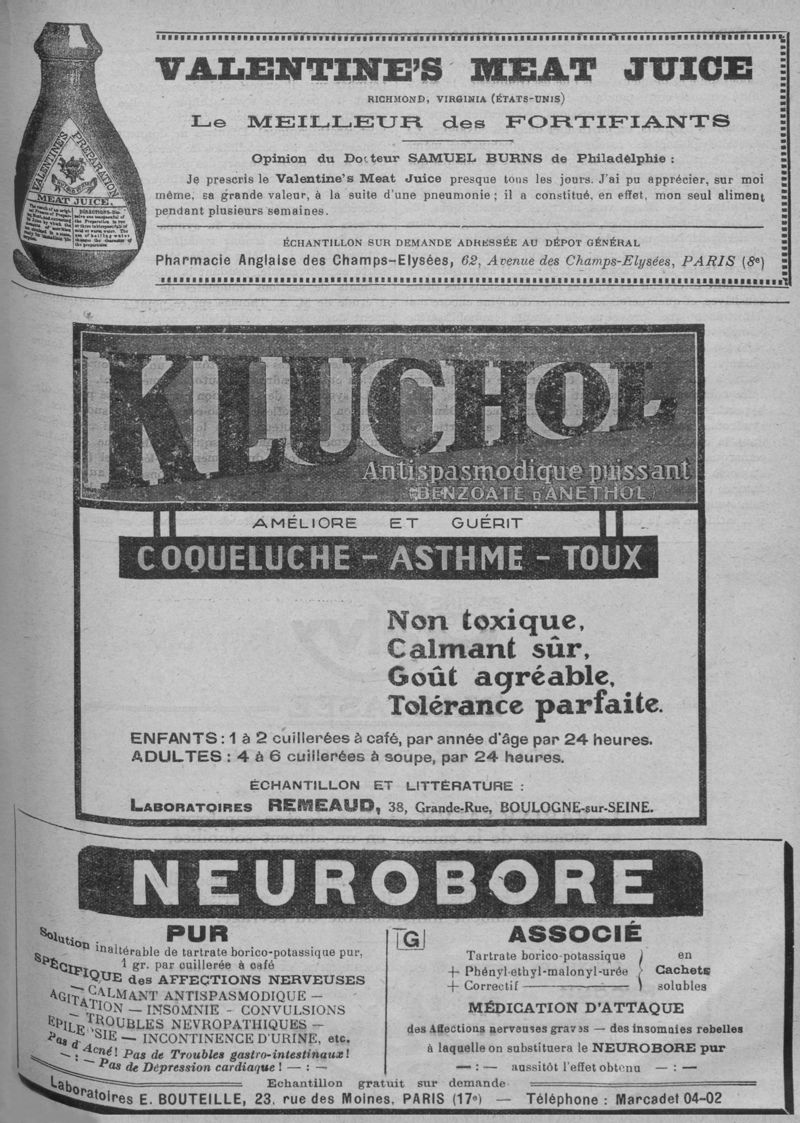 VALENTINE'S MEAT JUICE
RICHMOND, VIRGINIA (ÉTATS-UNIS)
Le MEILLEUR des FORTIFIANTS
Opinion du Docteur SAMUEL BURNS de Philadelphie :
Je prescris le Valentine's Meat Juice presque tous les jours. J'ai pu apprécier, sur moi
même, sa grande valeur, à la suite d'une pneumonie ; il a constitué, en effet, mon seul aliment
pendant plusieurs semaines.
ÉCHANTILLON SUR DEMANDE ADRESSÉE AU DÉPOT GÉNÉRAL
Pharmacie Anglaise des Champs-Elysées, 62, Avenue des Champs-Elysées, PARIS (8e)
VALENTINE'S PREPARATION
MEAT JUICE.
KLUCHOL
Antispasmodique puissant
(BENZOATE D'ANETHOL)
AMÉLIORE ET GUÉRIT
COQUELUCHE - ASTHME - TOUX
Non toxique,
Calmant sûr,
Goût agréable,
Tolérance parfaite.
ENFANTS : 1 à 2 cuillerées à café, par année d'âge par 24 heures.
ADULTES : 4 à 6 cuillerées à soupe, par 24 heures.
ÉCHANTILLON ET LITTÉRATURE :
LABORATOIRES REMEAUD, 38, Grande-Rue, BOULOGNE-sur-SEINE.
NEUROBORE
PUR
Solution inaltérable de tartrate borico-potassique pur,
1 gr. par cuillerée à café
SPÉCIFIQUE des AFFECTIONS NERVEUSES
— CALMANT ANTISPASMODIQUE —
AGITATION — INSOMNIE - CONVULSIONS
— TROUBLES NEVROPATHIQUES —
EPILEPSIE — INCONTINENCE D'URINE, etc.
Pas d'Acné ! Pas de Troubles gastro-intestinaux !
— : — Pas de Dépression cardiaque ! — : —
G
ASSOCIÉ
Tartrate borico-potassique
+ Phényl-ethyl-malonyl-urée
+ Correctif
en
Cachets
solubles
MÉDICATION D'ATTAQUE
des Affections nerveuses graves — des insomnies rebelles
à laquelle on substituera le NEUROBORE pur
— : — aussitôt l'effet obtenu — : —
Echantillon gratuit sur demande
Laboratoires E. BOUTEILLE, 23, rue des Moines, PARIS (17e) — Téléphone : Marcadet 04-02